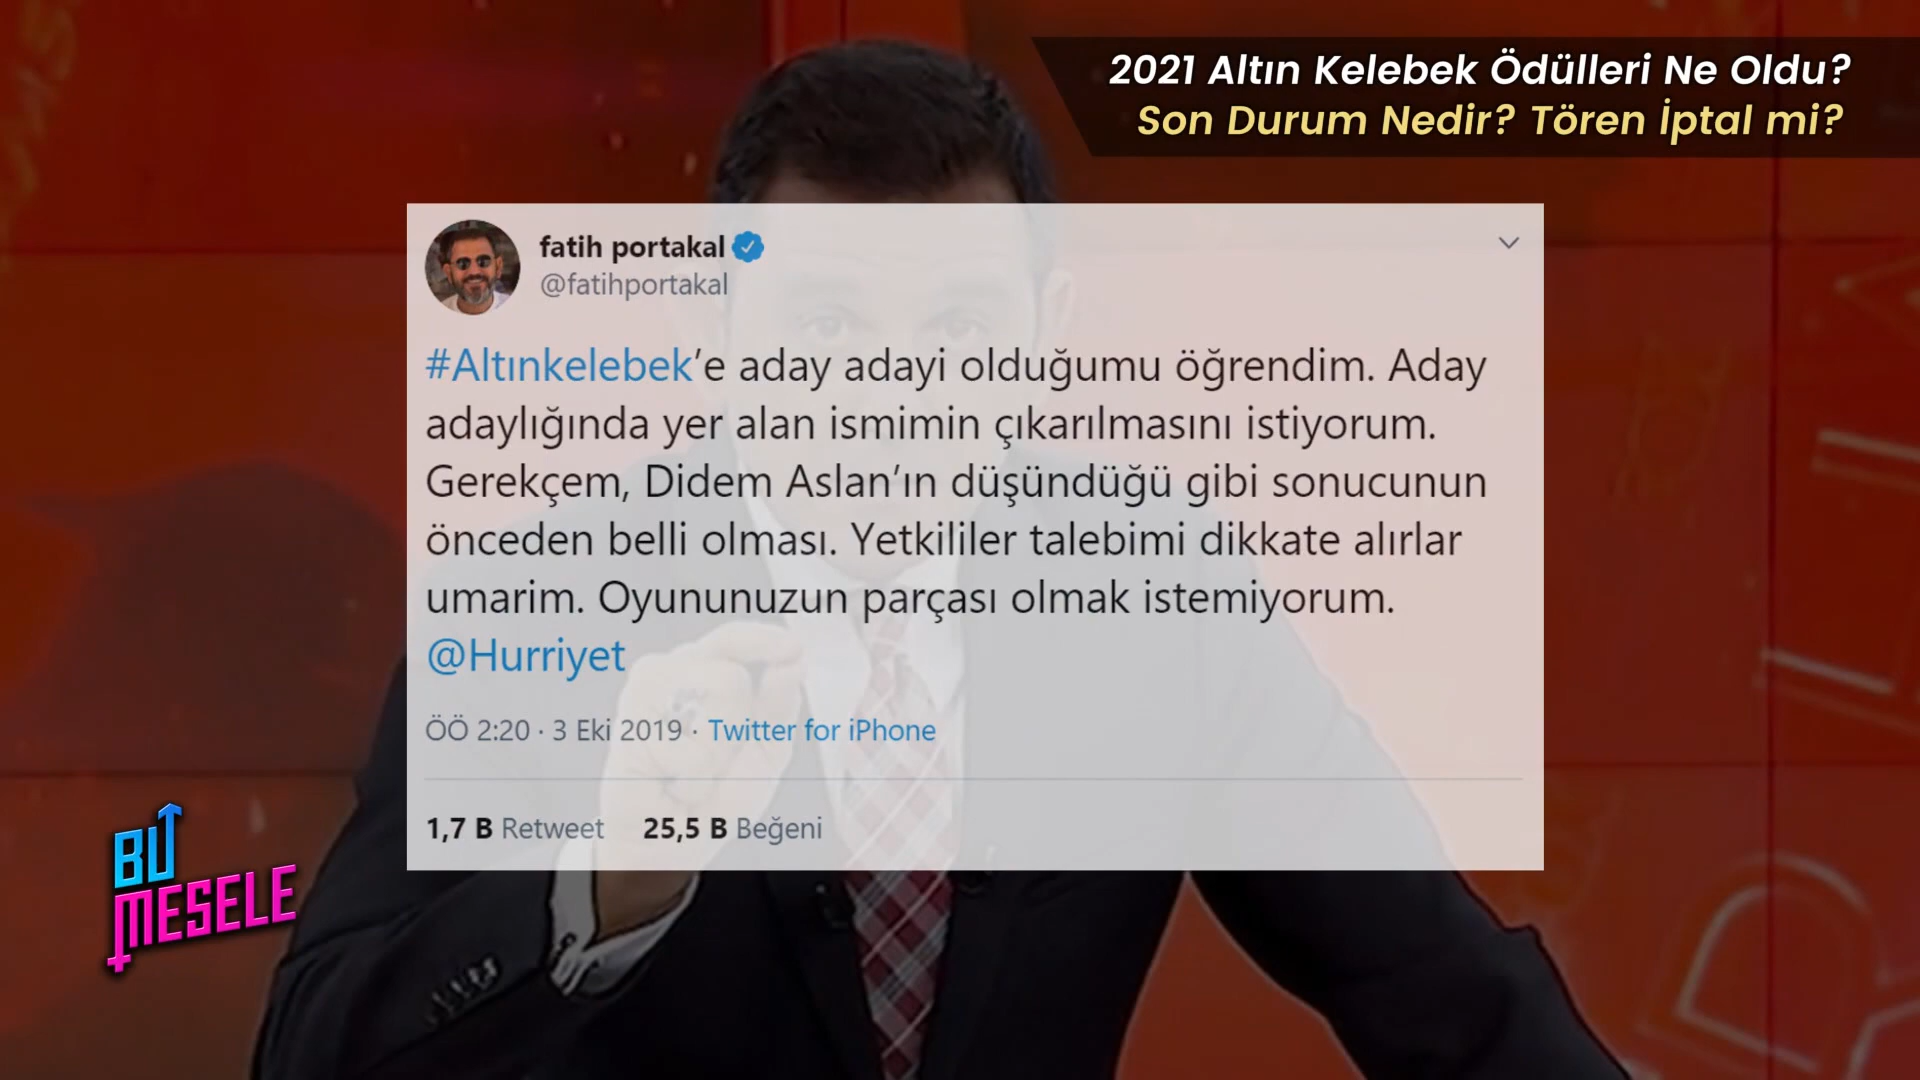 2021 Altın Kelebek Ödülleri Ne Oldu?
Son Durum Nedir? Tören İptal mi?
fatih portakal
@fatihportakal
#Altınkelebek’e aday adayi olduğumu öğrendim. Aday
adaylığında yer alan ismimin çıkarılmasını istiyorum.
Gerekçem, Didem Aslan’ın düşündüğü gibi sonucunun
önceden belli olması. Yetkililer talebimi dikkate alırlar
umarim. Oyununuzun parçası olmak istemiyorum.
@Hurriyet
ÖÖ 2:20 · 3 Eki 2019 · Twitter for iPhone
1,7 B Retweet 25,5 B Beğeni
BU
MESELE